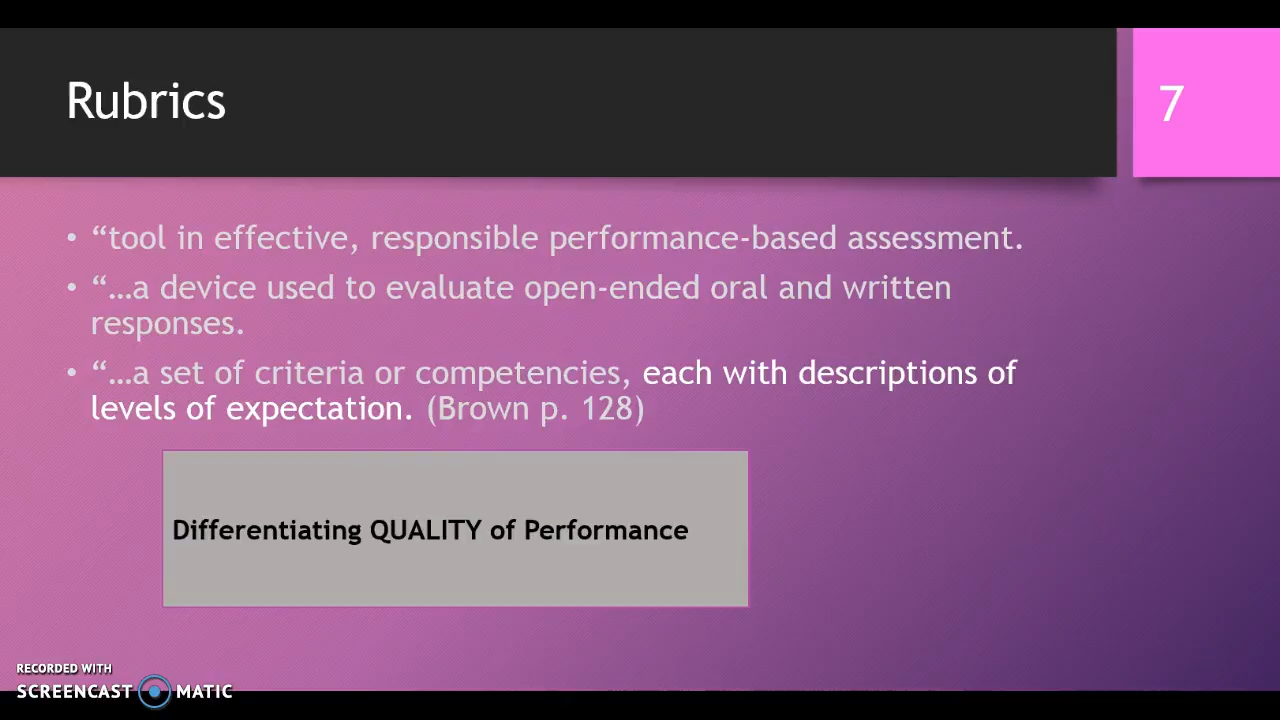 Rubrics
7
• “tool in effective, responsible performance-based assessment.
• “…a device used to evaluate open-ended oral and written
responses.
• “…a set of criteria or competencies, each with descriptions of
levels of expectation. (Brown p. 128)
Differentiating QUALITY of Performance
RECORDED WITH
SCREENCAST MATIC